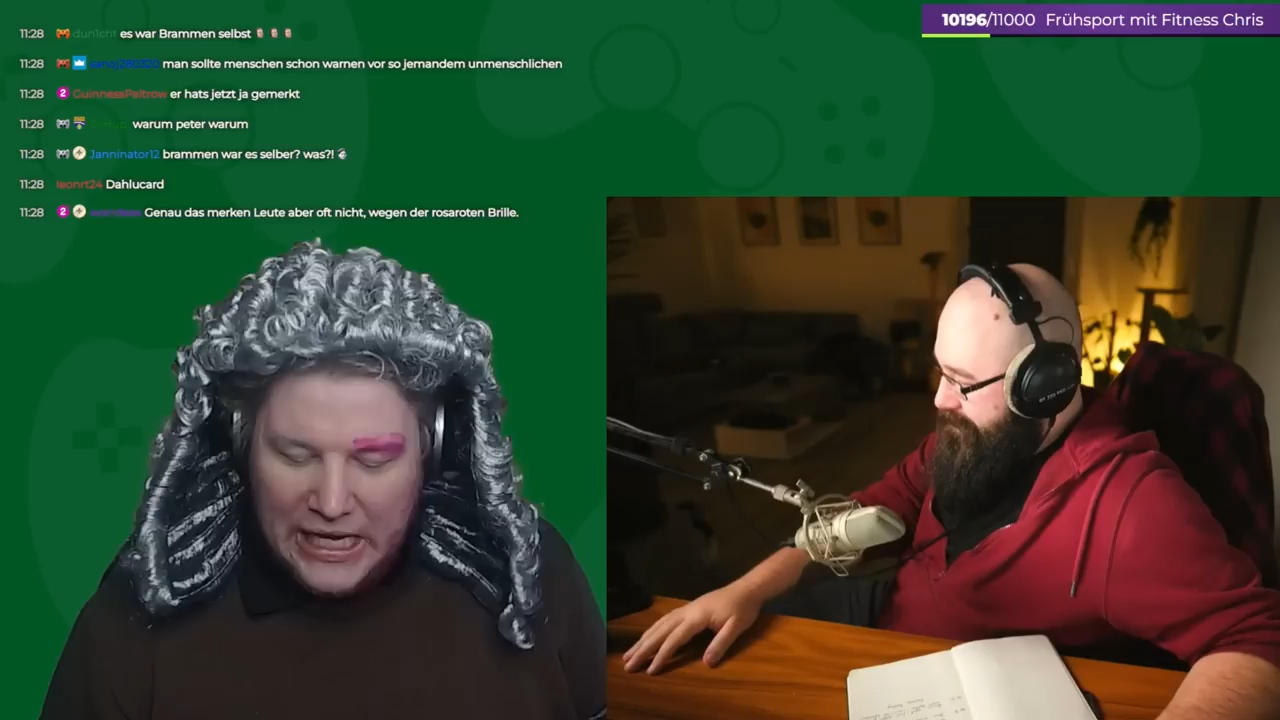 10196/11000 Frühsport mit Fitness Chris
11:28 dun1cht es war Brammen selbst
11:28 man sollte menschen schon warnen vor so jemandem unmenschlichen
11:28 2 GuinnessPaltrow er hats jetzt ja gemerkt
11:28 warum peter warum
11:28 Janninator12 brammen war es selber? was?!
11:28 leonrt24 Dahlucard
11:28 2 Genau das merken Leute aber oft nicht, wegen der rosaroten Brille.